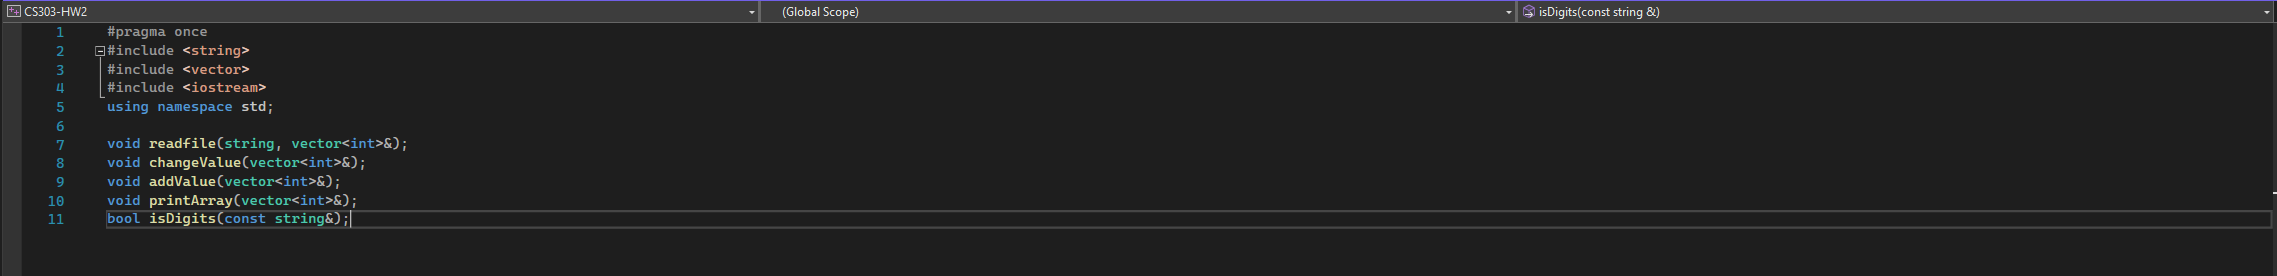 CS303-HW2 (Global Scope) isDigits(const string &)
1 #pragma once
2 #include <string>
3 #include <vector>
4 #include <iostream>
5 using namespace std;
6
7 void readfile(string, vector<int>&);
8 void changeValue(vector<int>&);
9 void addValue(vector<int>&);
10 void printArray(vector<int>&);
11 bool isDigits(const string&);